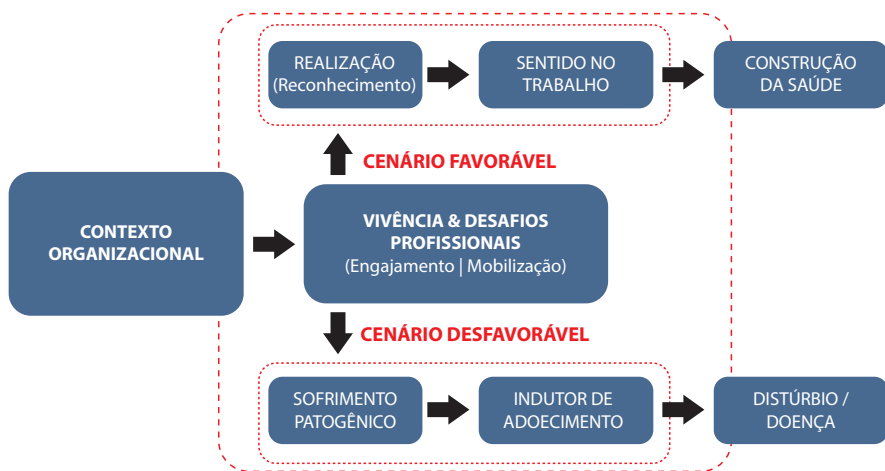 REALIZAÇÃO
(Reconhecimento)
SENTIDO NO
TRABALHO
CONSTRUÇÃO
DA SAÚDE
CENÁRIO FAVORÁVEL
CONTEXTO
ORGANIZACIONAL
VIVÊNCIA & DESAFIOS
PROFISSIONAIS
(Engajamento | Mobilização)
CENÁRIO DESFAVORÁVEL
SOFRIMENTO
PATOGÊNICO
INDUTOR DE
ADOECIMENTO
DISTÚRBIO /
DOENÇA